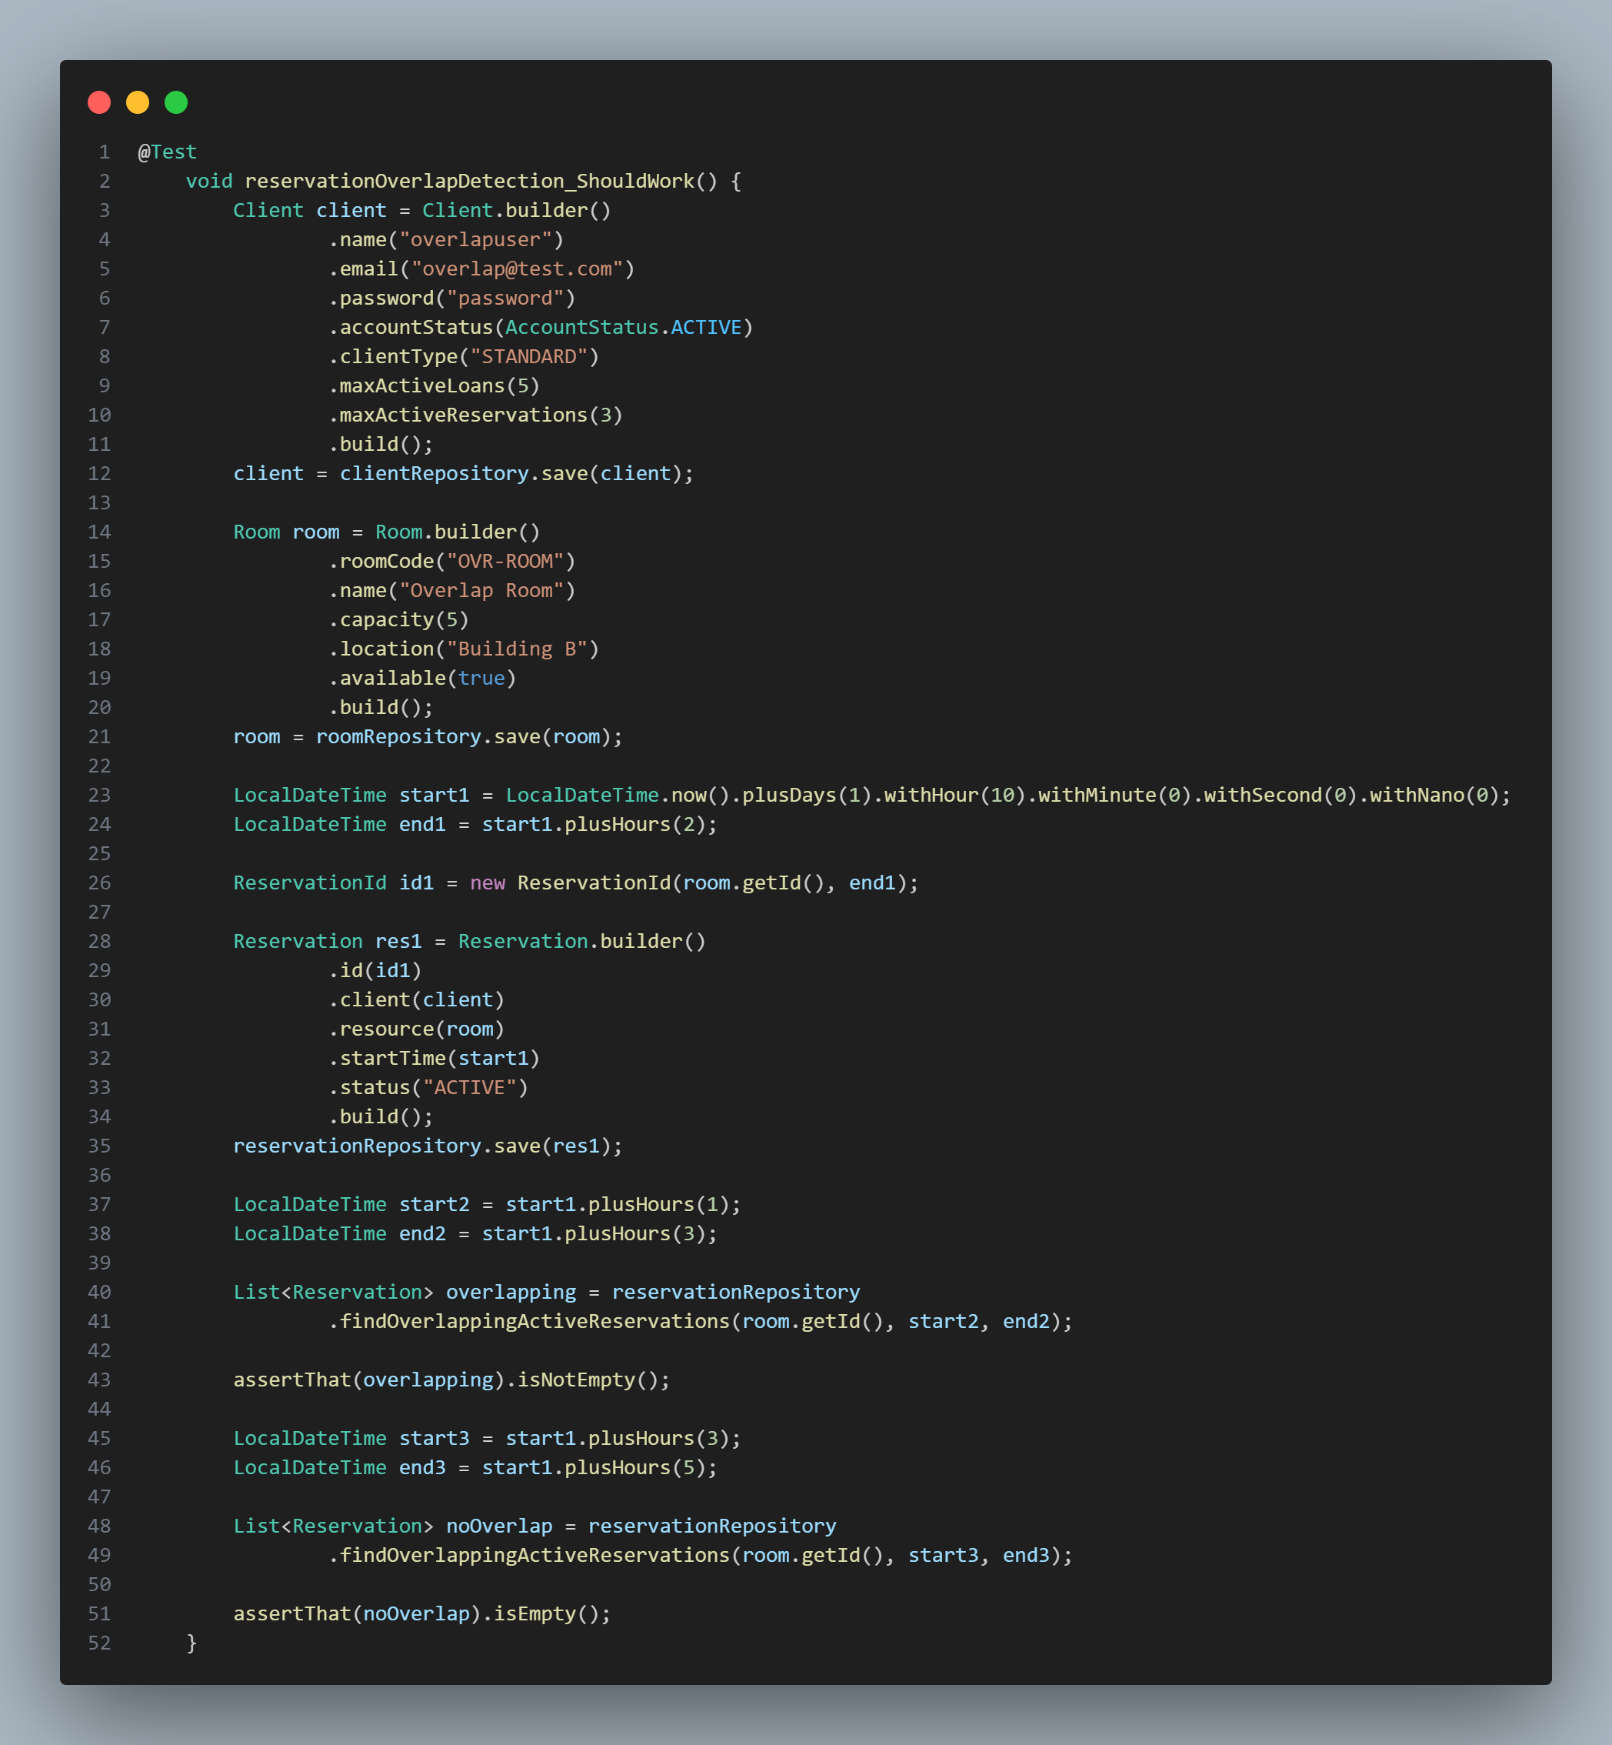 1 @Test
2     void reservationOverlapDetection_ShouldWork() {
3         Client client = Client.builder()
4                 .name("overlapuser")
5                 .email("overlap@test.com")
6                 .password("password")
7                 .accountStatus(AccountStatus.ACTIVE)
8                 .clientType("STANDARD")
9                 .maxActiveLoans(5)
10                 .maxActiveReservations(3)
11                 .build();
12         client = clientRepository.save(client);
13
14         Room room = Room.builder()
15                 .roomCode("OVR-ROOM")
16                 .name("Overlap Room")
17                 .capacity(5)
18                 .location("Building B")
19                 .available(true)
20                 .build();
21         room = roomRepository.save(room);
22
23         LocalDateTime start1 = LocalDateTime.now().plusDays(1).withHour(10).withMinute(0).withSecond(0).withNano(0);
24         LocalDateTime end1 = start1.plusHours(2);
25
26         ReservationId id1 = new ReservationId(room.getId(), end1);
27
28         Reservation res1 = Reservation.builder()
29                 .id(id1)
30                 .client(client)
31                 .resource(room)
32                 .startTime(start1)
33                 .status("ACTIVE")
34                 .build();
35         reservationRepository.save(res1);
36
37         LocalDateTime start2 = start1.plusHours(1);
38         LocalDateTime end2 = start1.plusHours(3);
39
40         List<Reservation> overlapping = reservationRepository
41                 .findOverlappingActiveReservations(room.getId(), start2, end2);
42
43         assertThat(overlapping).isNotEmpty();
44
45         LocalDateTime start3 = start1.plusHours(3);
46         LocalDateTime end3 = start1.plusHours(5);
47
48         List<Reservation> noOverlap = reservationRepository
49                 .findOverlappingActiveReservations(room.getId(), start3, end3);
50
51         assertThat(noOverlap).isEmpty();
52     }